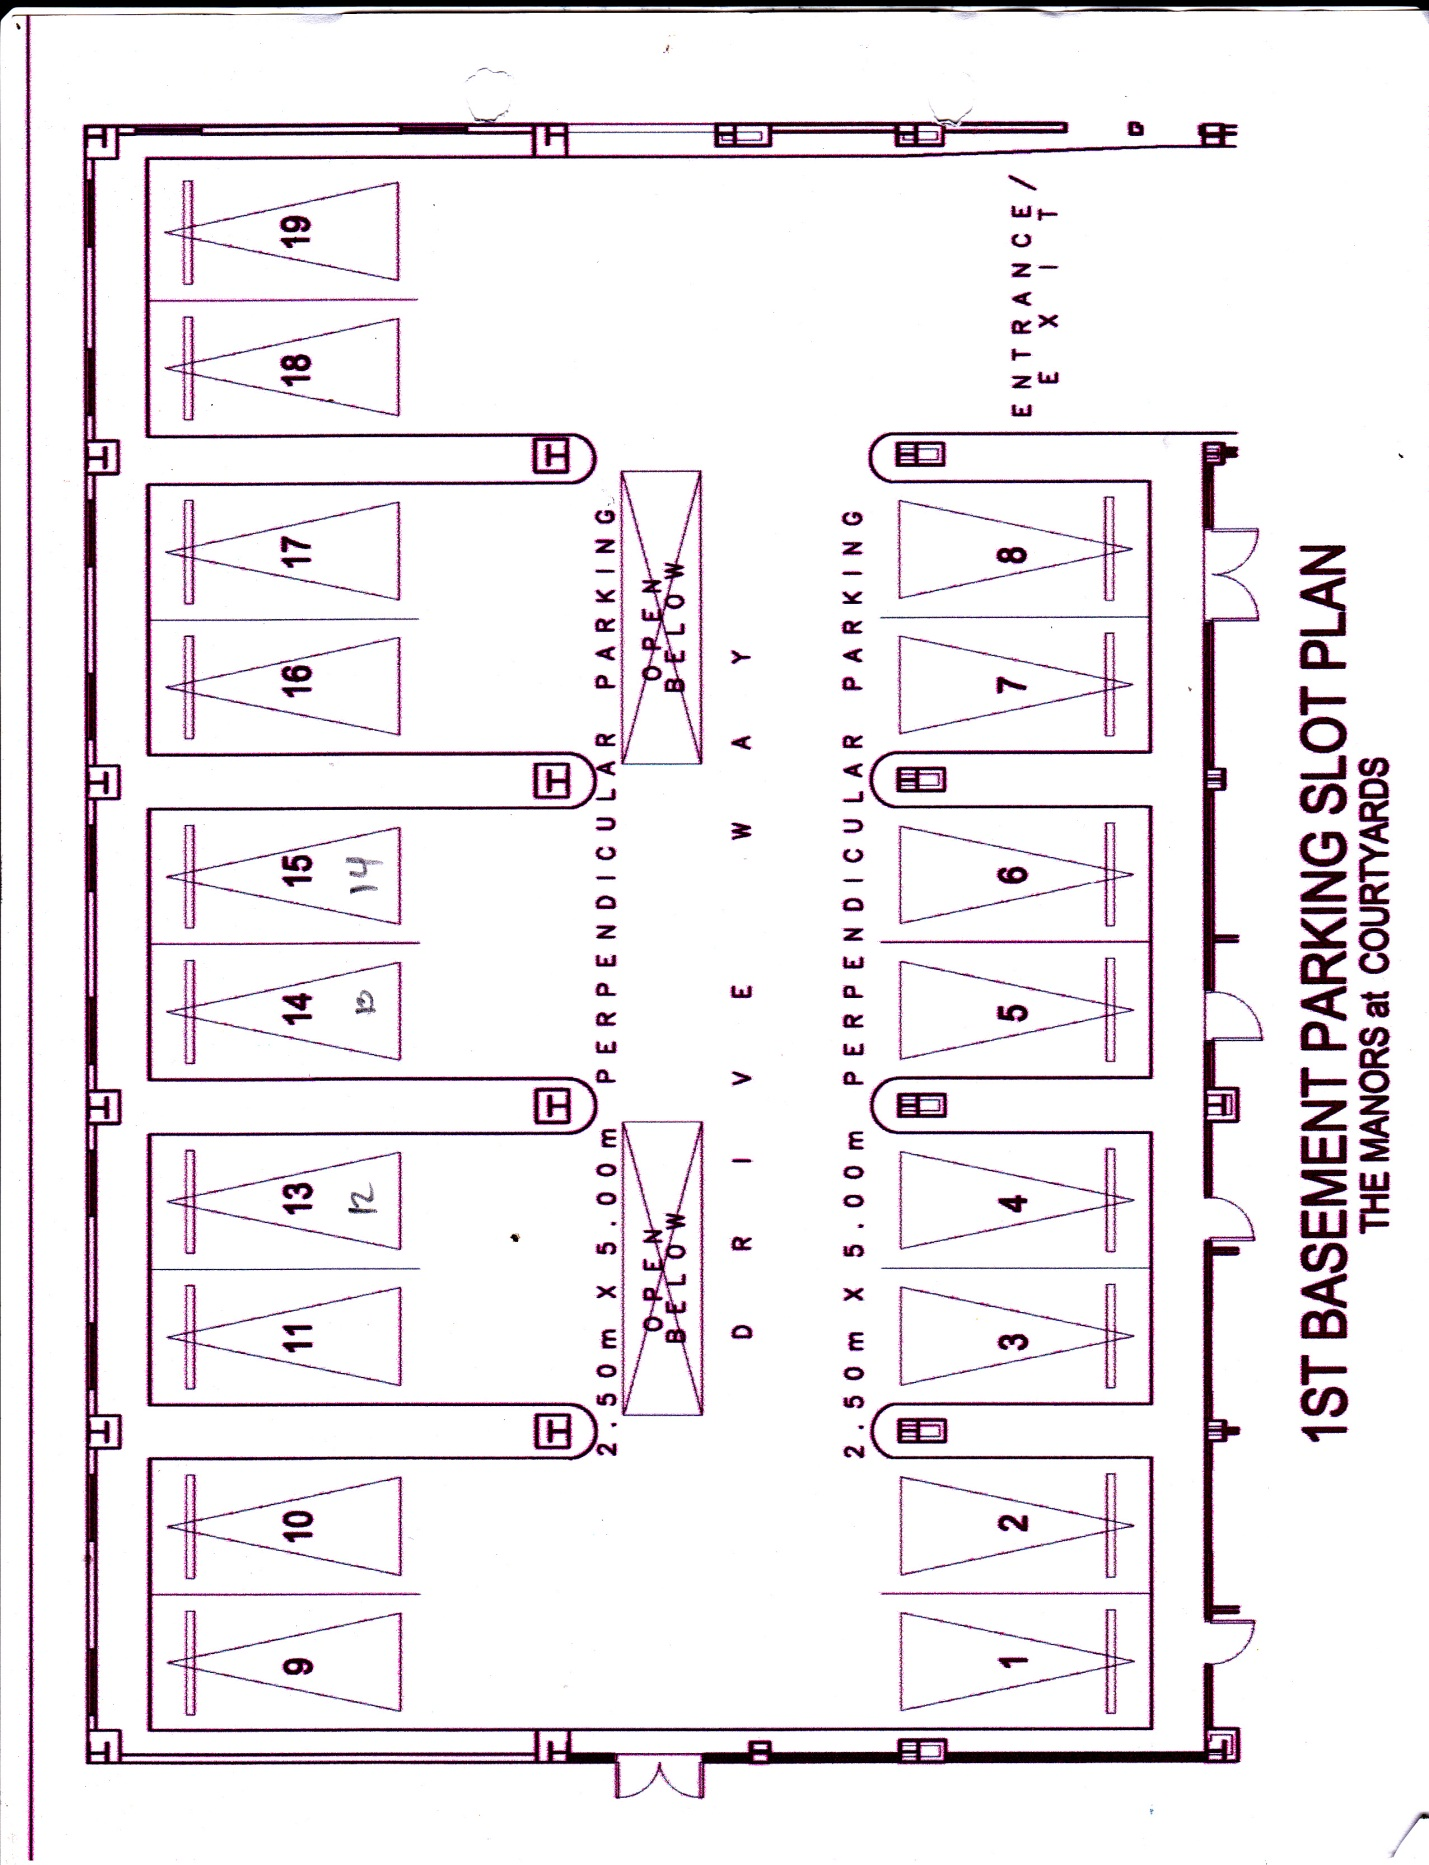 9 10 11 13 14 15 16 17 18 19
12 14
2.50m X 5.00m PERPENDICULAR PARKING
OPEN
BELOW
OPEN
BELOW
DRIVEWAY
2.50m X 5.00m PERPENDICULAR PARKING
1 2 3 4 5 6 7 8
ENTRANCE/
EXIT
1ST BASEMENT PARKING SLOT PLAN
THE MANORS at COURTYARDS